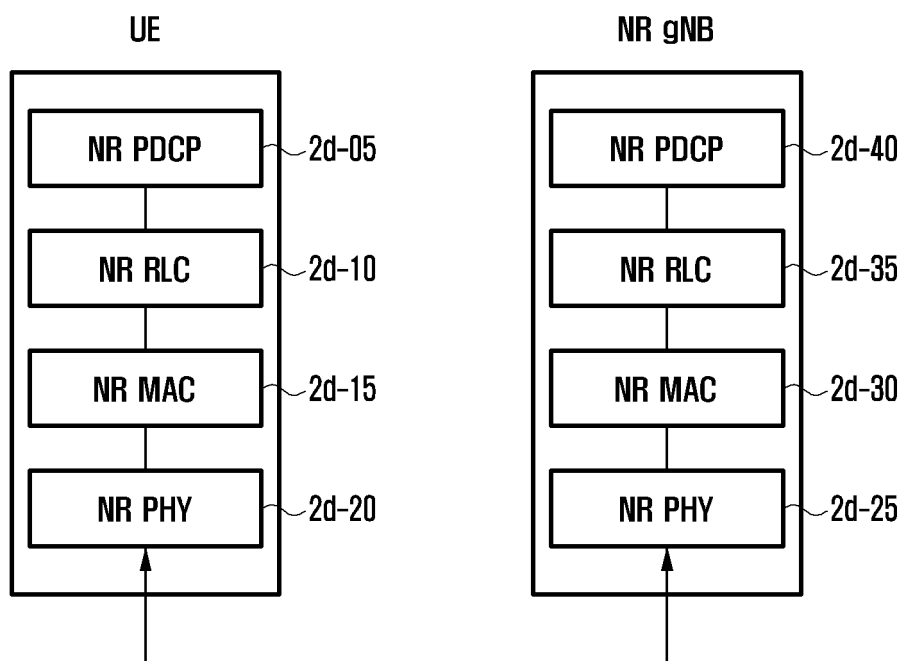 UE
NR gNB
NR PDCP 2d-05
NR PDCP 2d-40
NR RLC 2d-10
NR RLC 2d-35
NR MAC 2d-15
NR MAC 2d-30
NR PHY 2d-20
NR PHY 2d-25